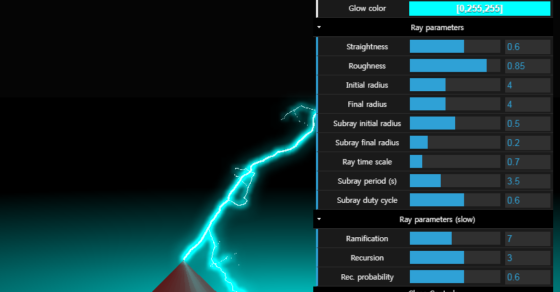 Glow color [0,255,255]
Ray parameters
Straightness 0.6
Roughness 0.85
Initial radius 4
Final radius 4
Subray initial radius 0.5
Subray final radius 0.2
Ray time scale 0.7
Subray period (s) 3.5
Subray duty cycle 0.6
Ray parameters (slow)
Ramification 7
Recursion 3
Rec. probability 0.6